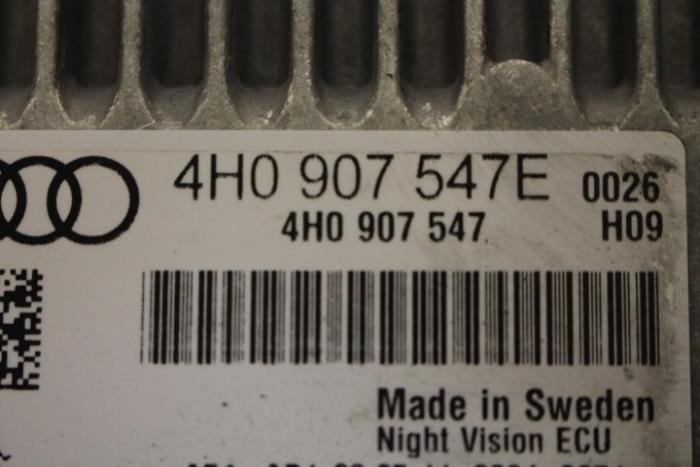 4H0 907 547E 0026
4H0 907 547 H09
Made in Sweden
Night Vision ECU